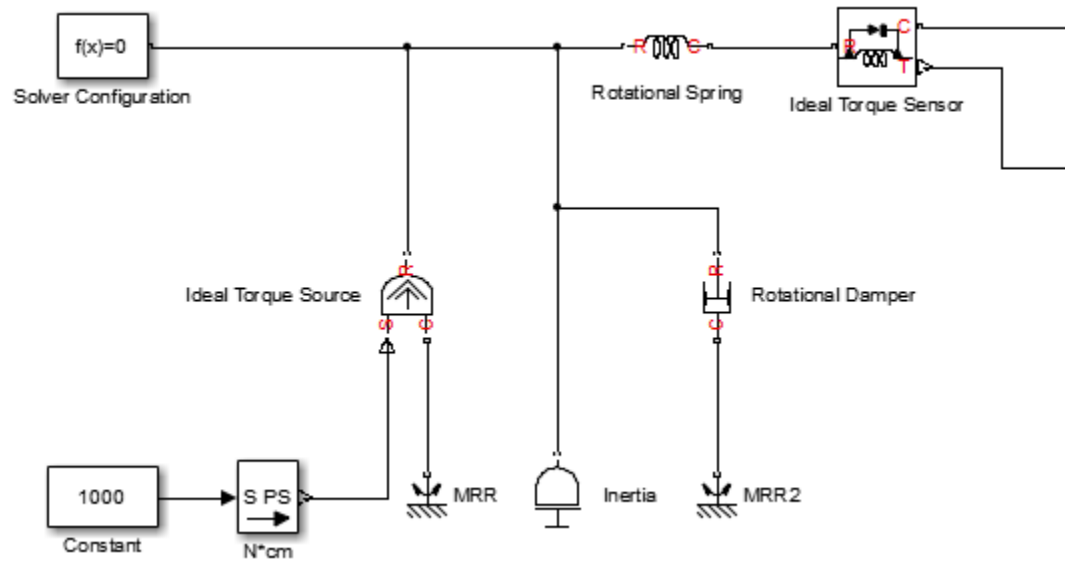 f(x)=0
Solver Configuration
R
C
Rotational Spring
P
C
T
Ideal Torque Sensor
R
Ideal Torque Source
S
C
R
Rotational Damper
C
1000
Constant
S PS
N*cm
MRR
Inertia
MRR2